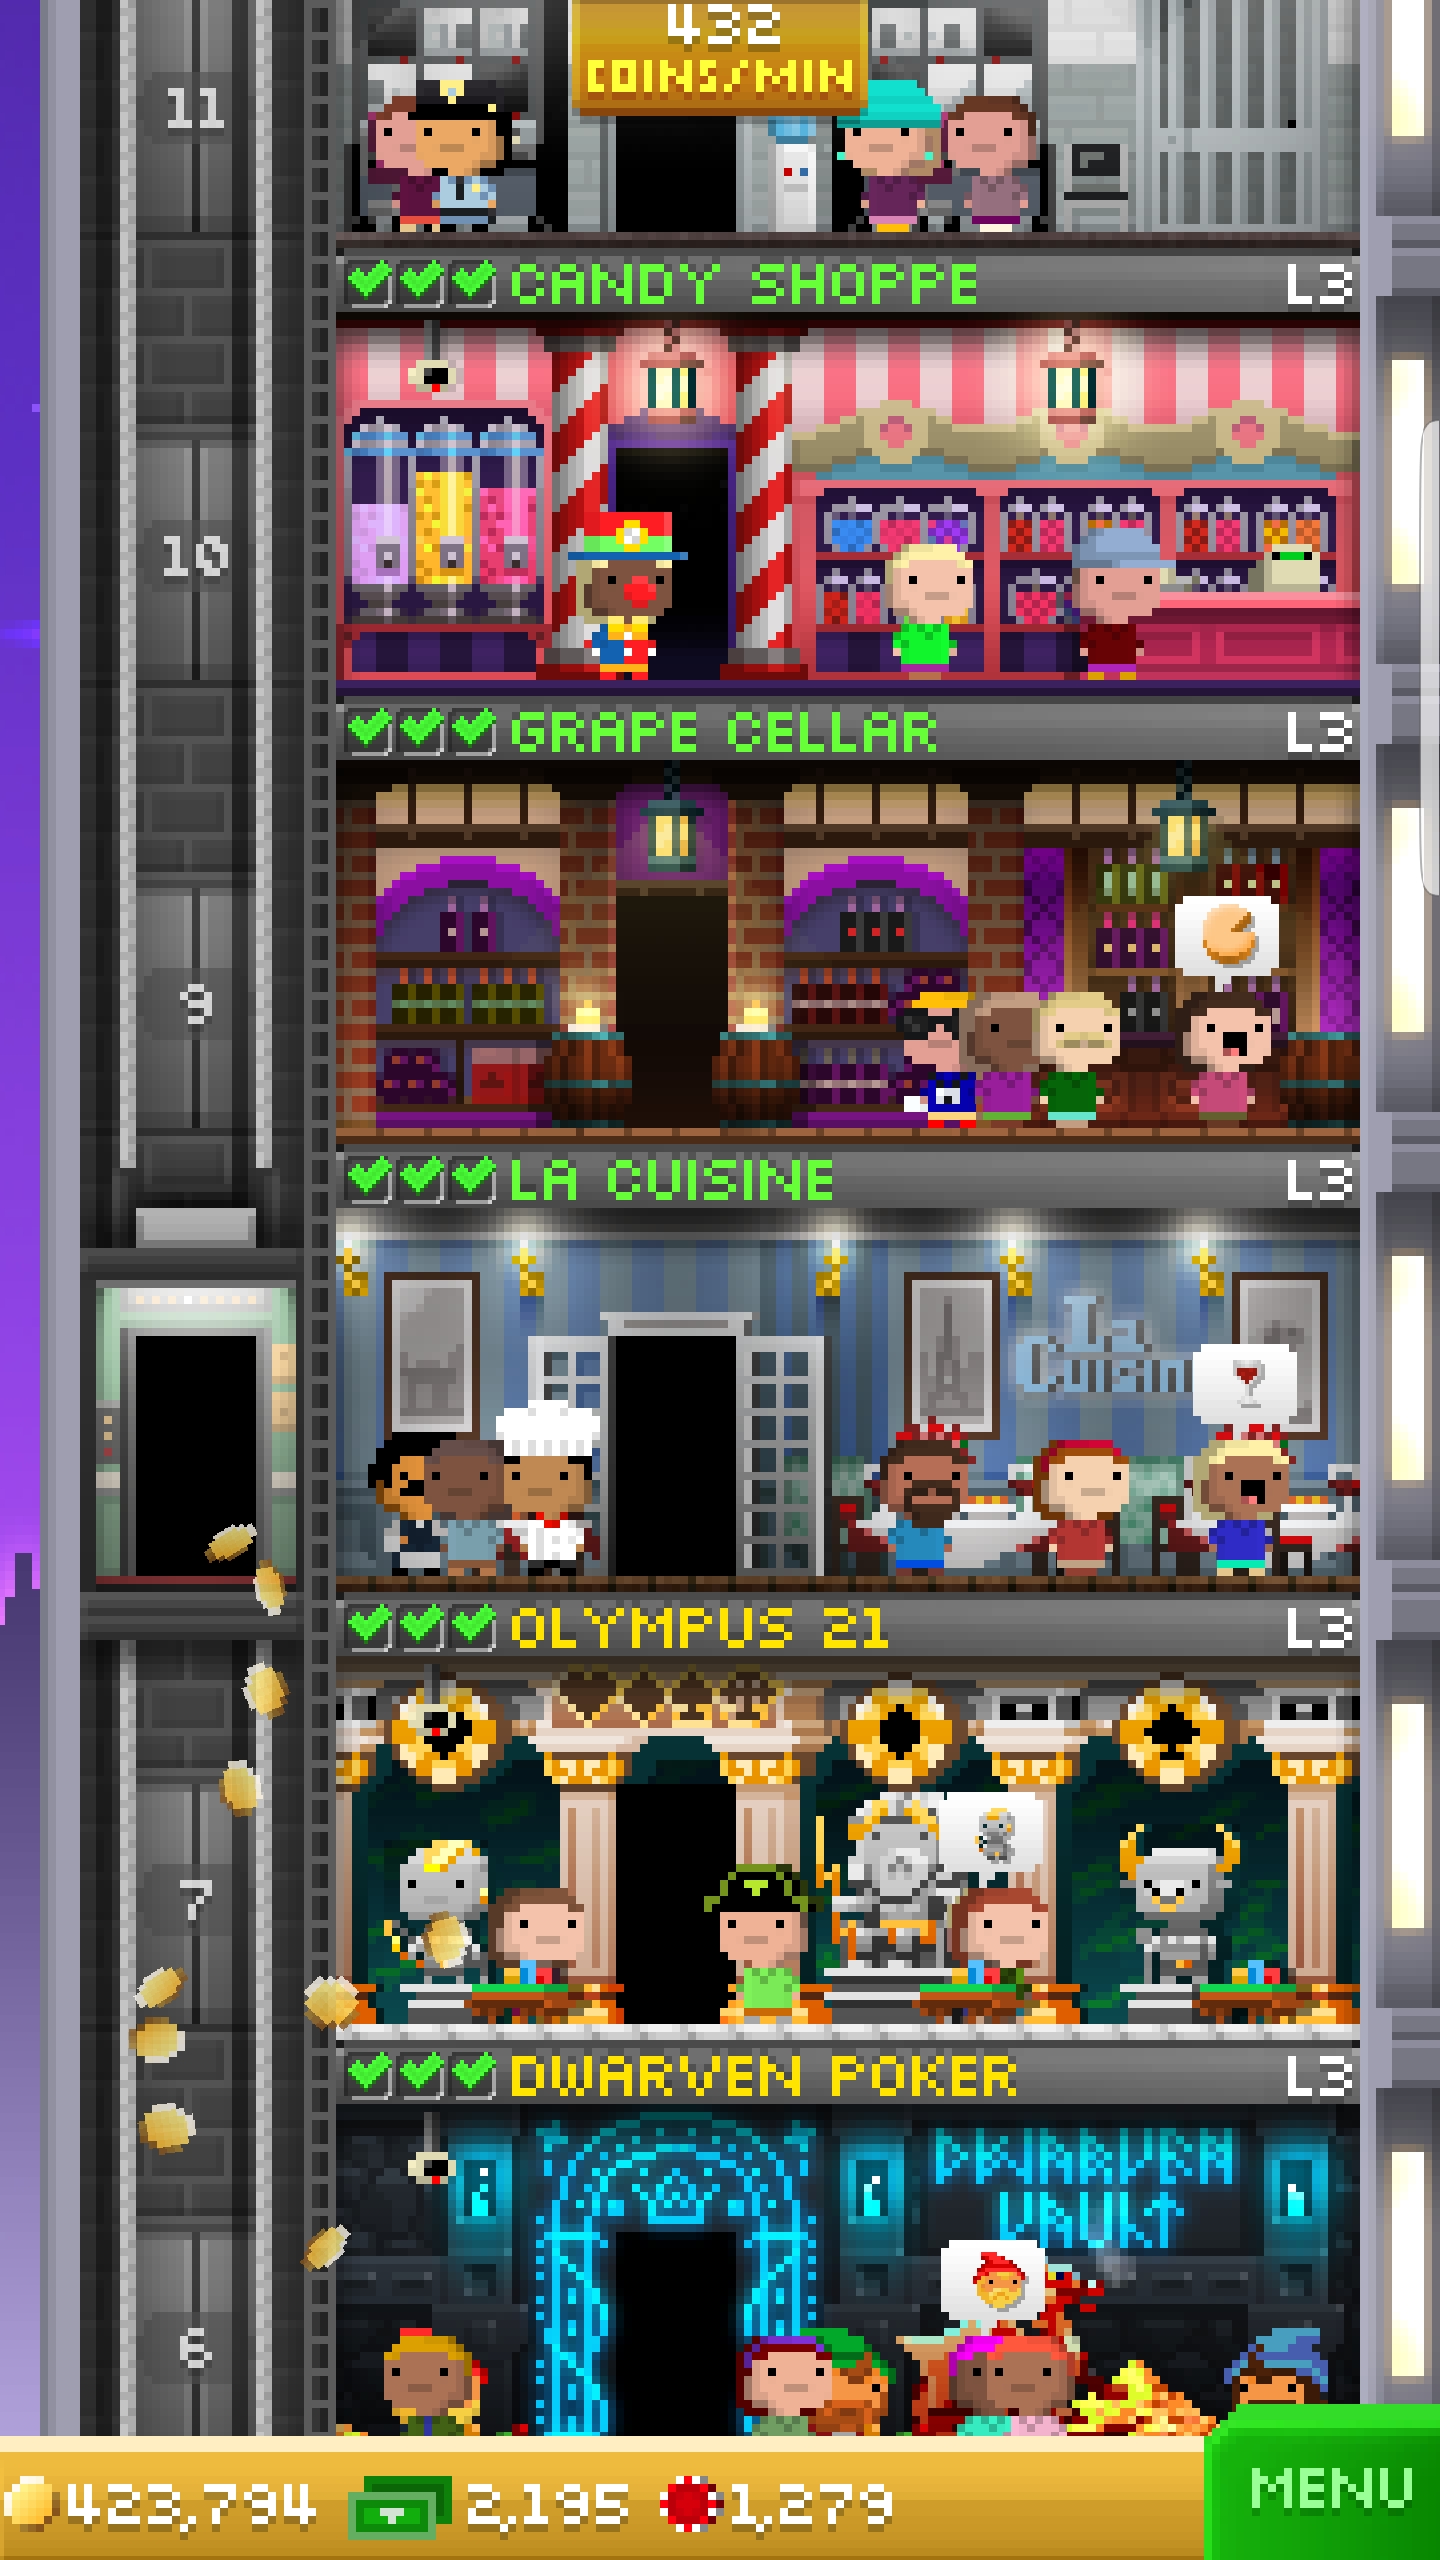 432
COINS/MIN
11
CANDY SHOPPE L3
10
GRAPE CELLAR L3
9
LA CUISINE L3
La
Cuisin
OLYMPUS 21 L3
7
DWARVEN POKER L3
DWARVEN
VAULT
6
423,794 2,195 1,279
MENU